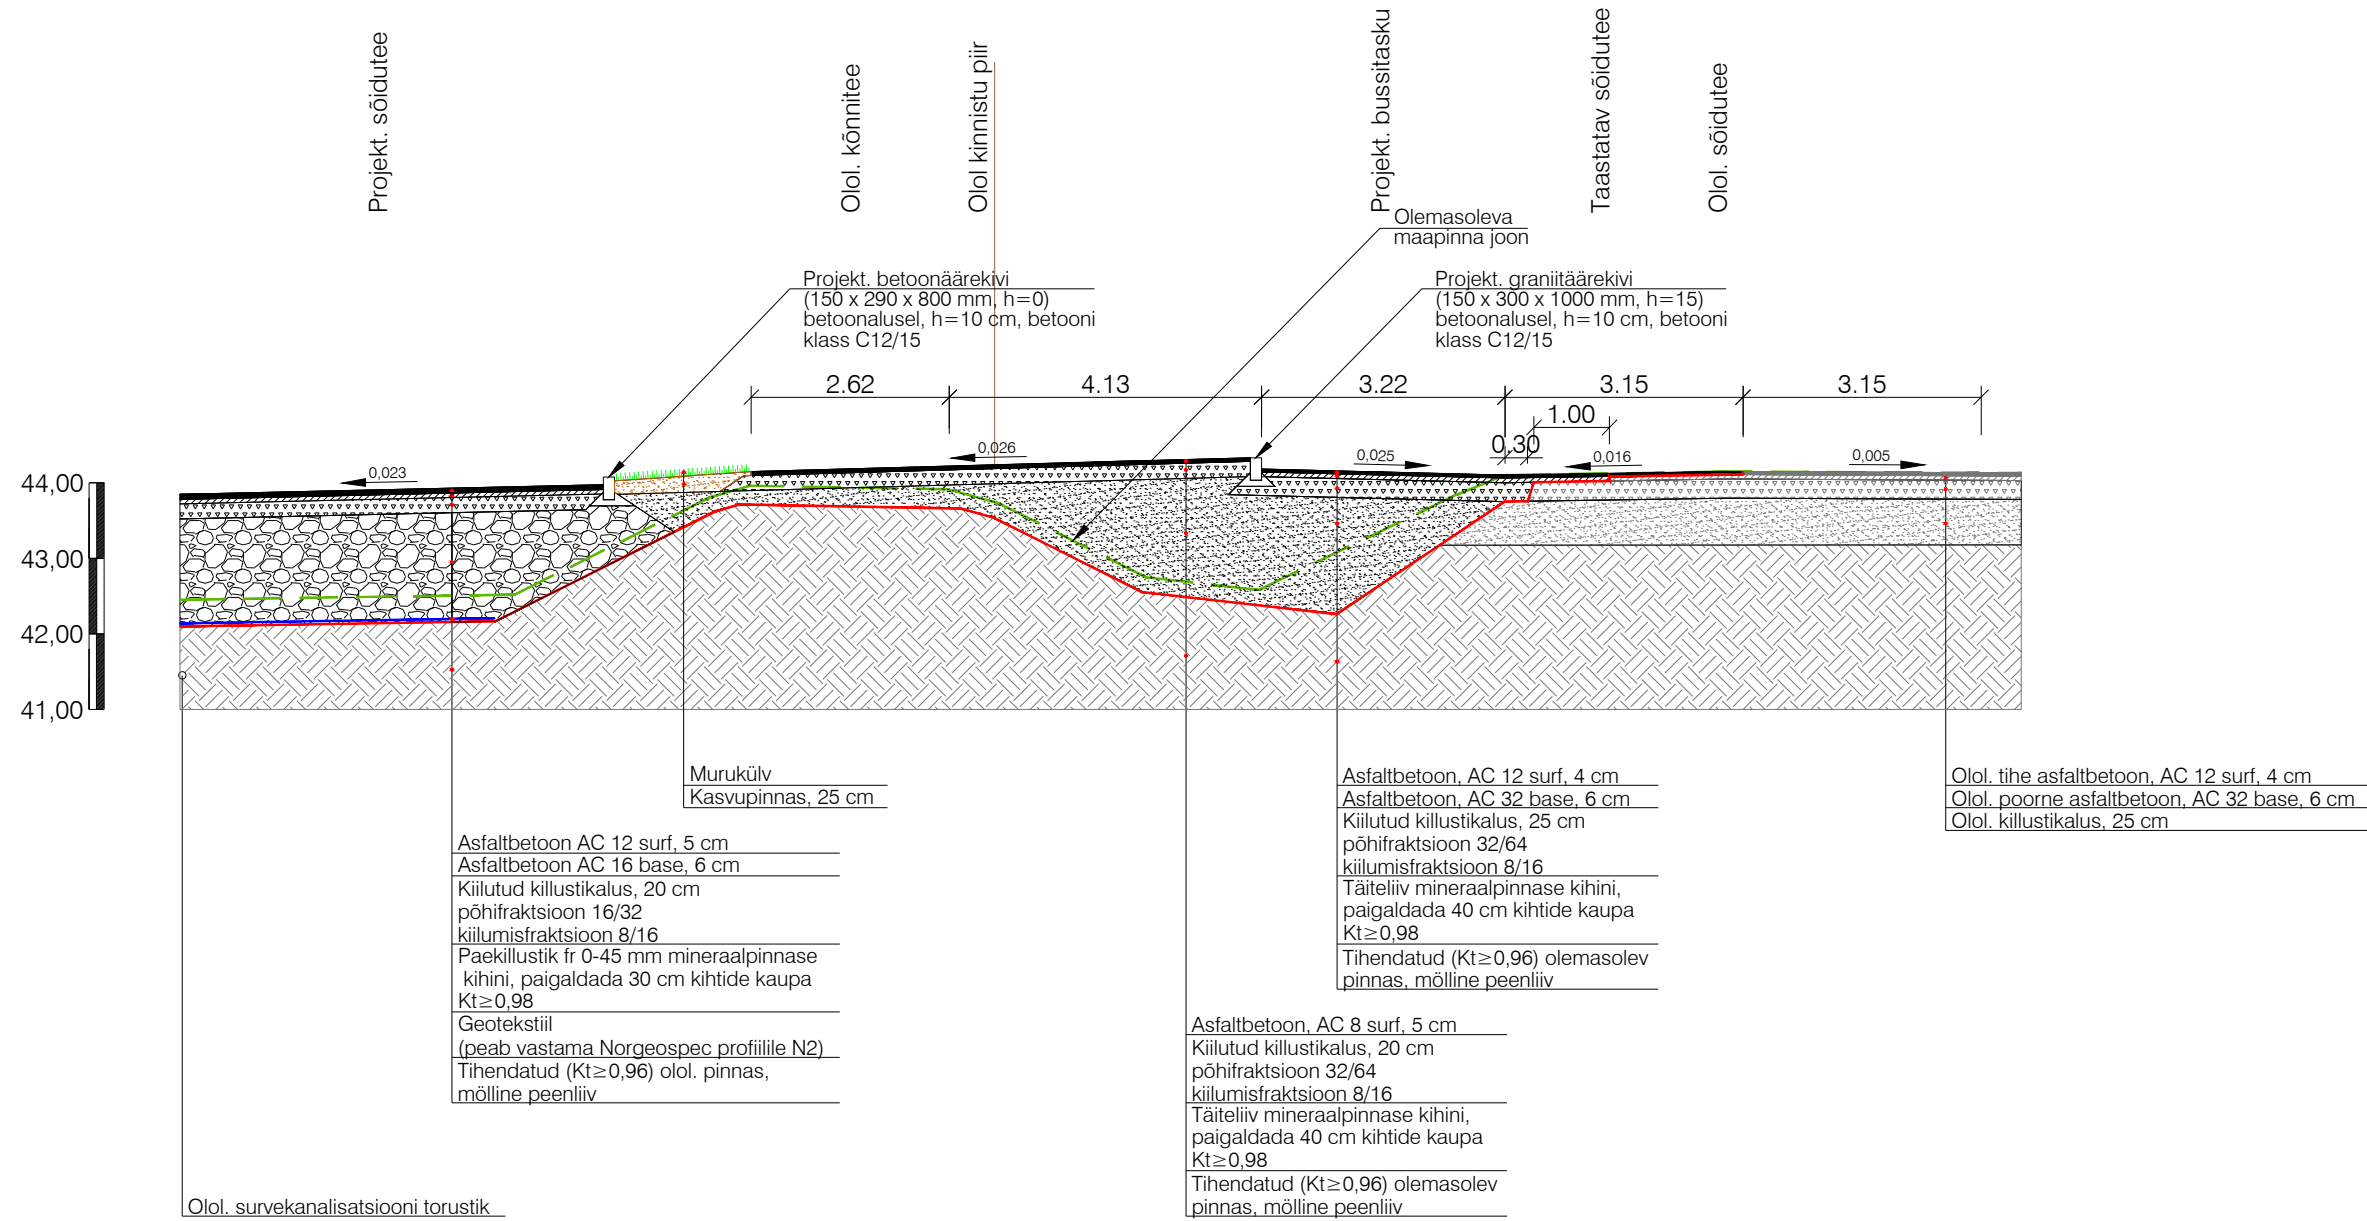 Projekt. sõidutee
Olol. kõnnitee
Olol kinnistu piir
Projekt. bussitasku
Taastatav sõidutee
Olol. sõidutee
Olemasoleva
maapinna joon
Projekt. betoonäärekivi
(150 x 290 x 800 mm, h=0)
betoonalusel, h=10 cm, betooni
klass C12/15
Projekt. graniitäärekivi
(150 x 300 x 1000 mm, h=15)
betoonalusel, h=10 cm, betooni
klass C12/15
2.62
4.13
3.22
3.15
3.15
1.00
0,30
0,023
0,026
0,025
0,016
0,005
44,00
43,00
42,00
41,00
Murukülv
Kasvupinnas, 25 cm
Asfaltbetoon AC 12 surf, 5 cm
Asfaltbetoon AC 16 base, 6 cm
Kiilutud killustikalus, 20 cm
põhifraktsioon 16/32
kiilumisfraktsioon 8/16
Paekillustik fr 0-45 mm mineraalpinnase
kihini, paigaldada 30 cm kihtide kaupa
Kt≥0,98
Geotekstiil
(peab vastama Norgeospec profiilile N2)
Tihendatud (Kt≥0,96) olol. pinnas,
mölline peenliiv
Asfaltbetoon, AC 12 surf, 4 cm
Asfaltbetoon, AC 32 base, 6 cm
Kiilutud killustikalus, 25 cm
põhifraktsioon 32/64
kiilumisfraktsioon 8/16
Täiteliiv mineraalpinnase kihini,
paigaldada 40 cm kihtide kaupa
Kt≥0,98
Tihendatud (Kt≥0,96) olemasolev
pinnas, mölline peenliiv
Olol. tihe asfaltbetoon, AC 12 surf, 4 cm
Olol. poorne asfaltbetoon, AC 32 base, 6 cm
Olol. killustikalus, 25 cm
Asfaltbetoon, AC 8 surf, 5 cm
Kiilutud killustikalus, 20 cm
põhifraktsioon 32/64
kiilumisfraktsioon 8/16
Täiteliiv mineraalpinnase kihini,
paigaldada 40 cm kihtide kaupa
Kt≥0,98
Tihendatud (Kt≥0,96) olemasolev
pinnas, mölline peenliiv
Olol. survekanalisatsiooni torustik